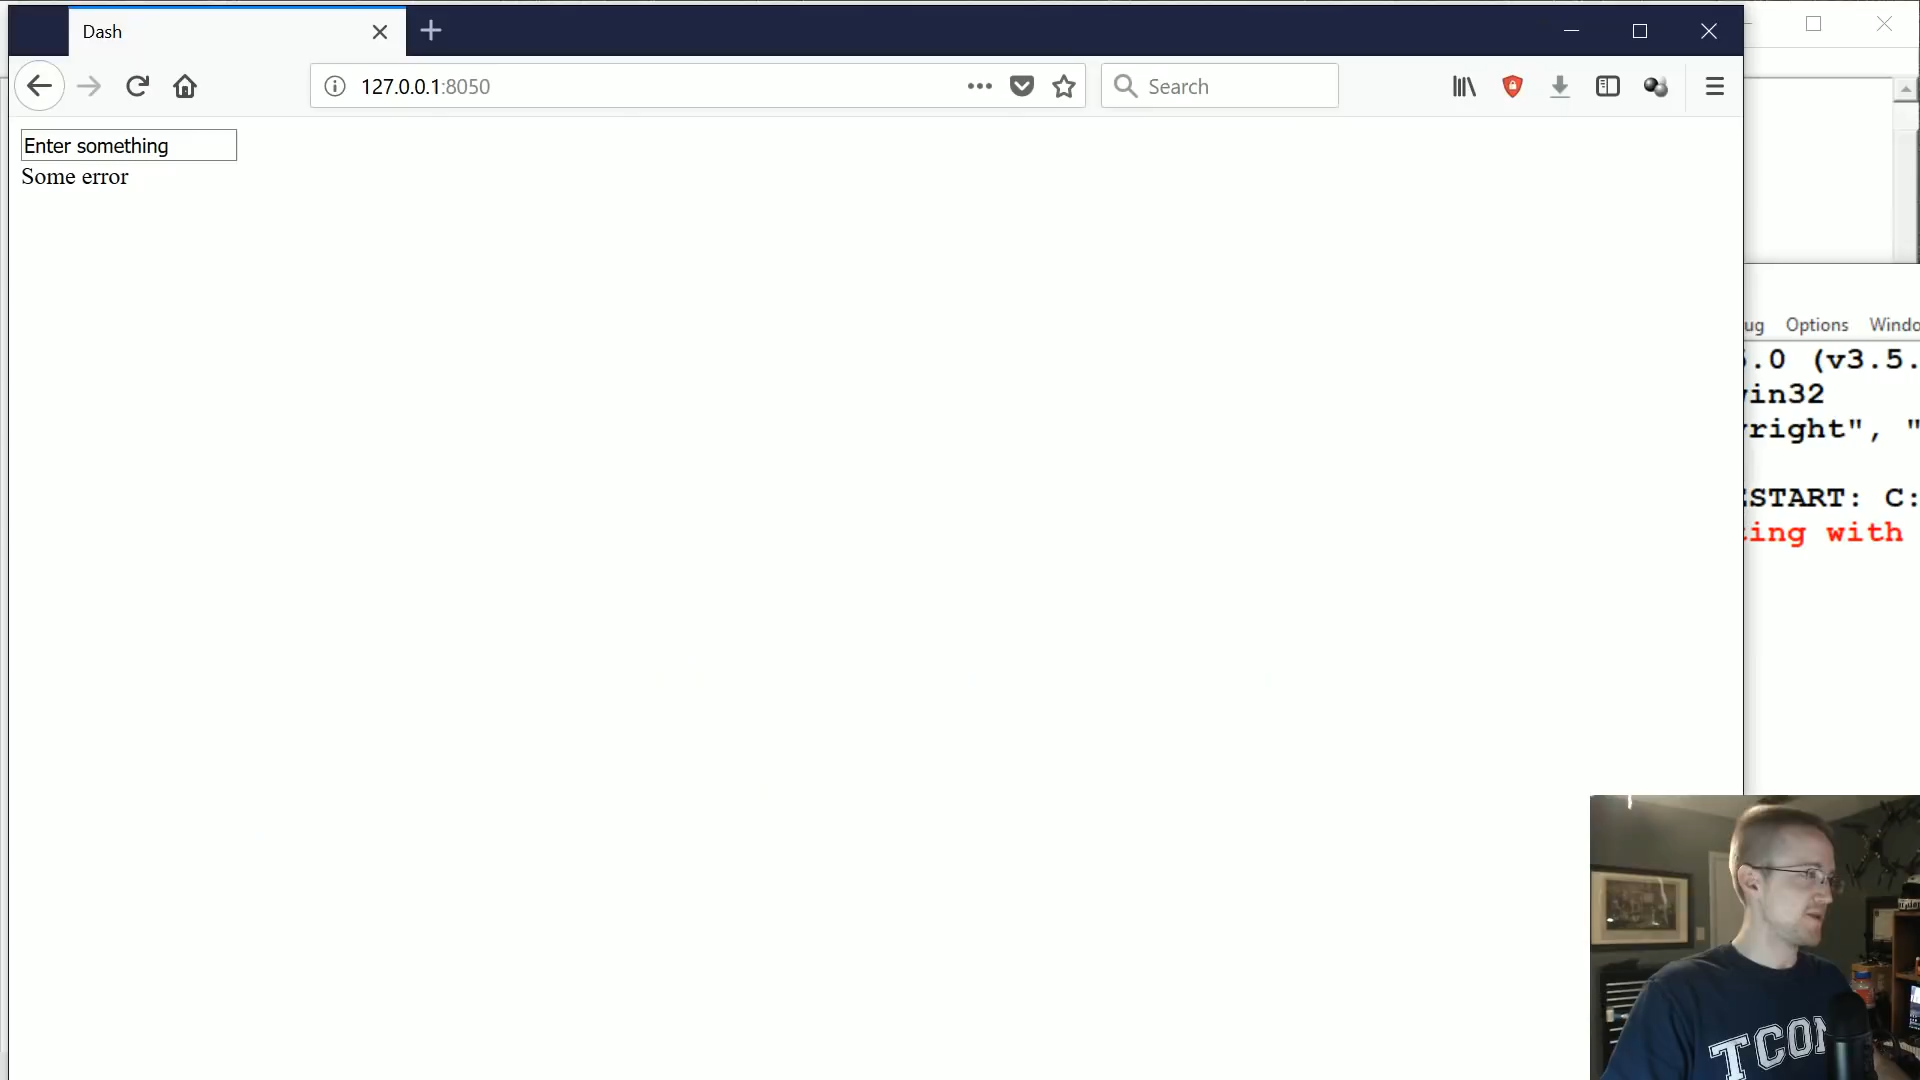 Dash
127.0.0.1:8050
Search
Enter something
Some error
ug Options Windo
.0 (v3.5.
in32
right", "
START: C:
ing with
TCON